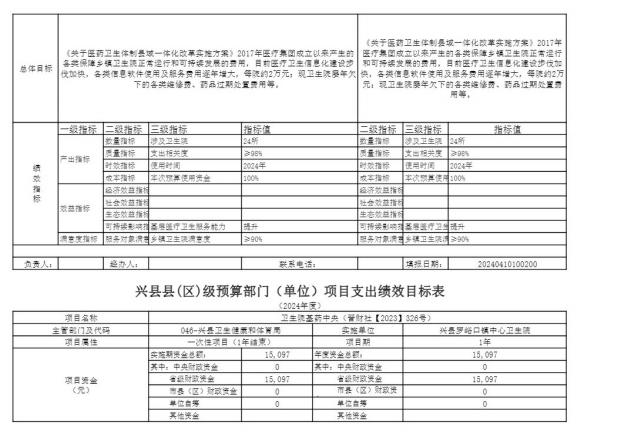 总体目标
《关于医药卫生体制县域一体化改革实施方案》2017年医疗集团成立以来产生的
各类保障乡镇卫生院正常运行和可持续发展的费用，目前医疗卫生信息化建设步
伐加快，各类信息软件使用及服务费用逐年增大，每院约2万元；现卫生院历年欠
下的各类维修费、药品过期处置费用等。
《关于医药卫生体制县域一体化改革实施方案》2017年
医疗集团成立以来产生的各类保障乡镇卫生院正常运行
和可持续发展的费用，目前医疗卫生信息化建设步伐加
快，各类信息软件使用及服务费用逐年增大，每院约2万
元；现卫生院历年欠下的各类维修费、药品过期处置费
用等。
绩效指标
一级指标 二级指标 三级指标 指标值 二级指标 三级指标 指标值
产出指标
数量指标 涉及卫生院 24所 数量指标 涉及卫生院 24所
质量指标 支出相关度 ≥98% 质量指标 支出相关度 ≥98%
时效指标 使用时间 2024年 时效指标 使用时间 2024年
成本指标 本次预算使用资金 100% 成本指标 本次预算使用 100%
效益指标
经济效益指标 经济效益指标
社会效益指标 社会效益指标
生态效益指标 生态效益指标
可持续影响指 基层医疗卫生服务能力 提升 可持续影响指 基层医疗卫生 提升
满意度指标 服务对象满意 乡镇卫生院满意度 ≥90% 服务对象满意 乡镇卫生院满 ≥90%
负责人： 经办人： 联系电话： 填报日期： 20240410100200
兴县县(区)级预算部门（单位）项目支出绩效目标表
（2024年度）
项目名称 卫生院基药中央（晋财社【2023】326号）
主管部门及代码 046-兴县卫生健康和体育局 实施单位 兴县罗峪口镇中心卫生院
项目属性 一次性项目（1年结束） 项目期 1年
项目资金
（元）
实施期资金总额： 15,097 年度资金总额： 15,097
其中：中央财政资金 0 其中：中央财政资金 0
省级财政资金 15,097 省级财政资金 15,097
市县（区）财政资金 0 市县（区）财政资 0
单位自筹 0 单位自筹 0
其他资金 其他资金